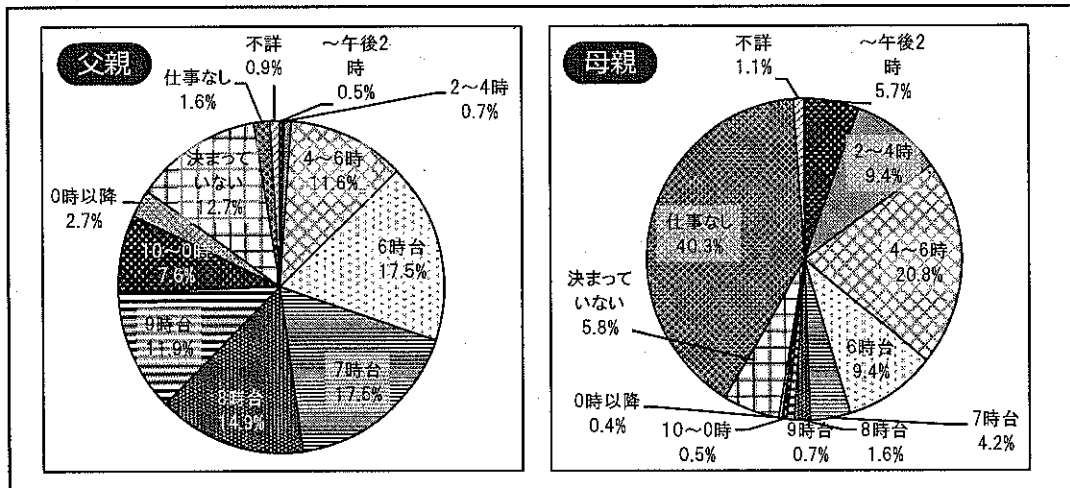 父親
不詳
0.9%
～午後2
時
0.5%
2～4時
0.7%
4～6時
11.6%
6時台
17.5%
7時台
17.5%
8時台
14.9%
9時台
11.9%
10～0時
7.6%
0時以降
2.7%
決まって
いない
12.7%
仕事なし
1.6%
母親
不詳
1.1%
～午後2
時
5.7%
2～4時
9.4%
4～6時
20.8%
6時台
9.4%
7時台
4.2%
8時台
1.6%
9時台
0.7%
10～0時
0.5%
0時以降
0.4%
決まって
いない
5.8%
仕事なし
40.3%